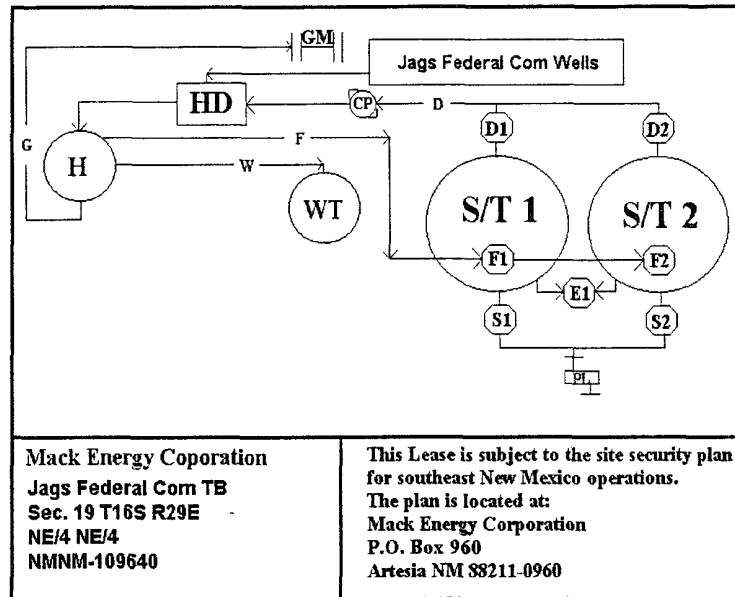 GM
Jags Federal Com Wells
HD
CP
D
G
H
F
D1
D2
W
WT
S/T 1
S/T 2
F1
F2
E1
S1
S2
PL
Mack Energy Coporation
Jags Federal Com TB
Sec. 19 T16S R29E
NE/4 NE/4
NMNM-109640
This Lease is subject to the site security plan
for southeast New Mexico operations.
The plan is located at:
Mack Energy Corporation
P.O. Box 960
Artesia NM 88211-0960